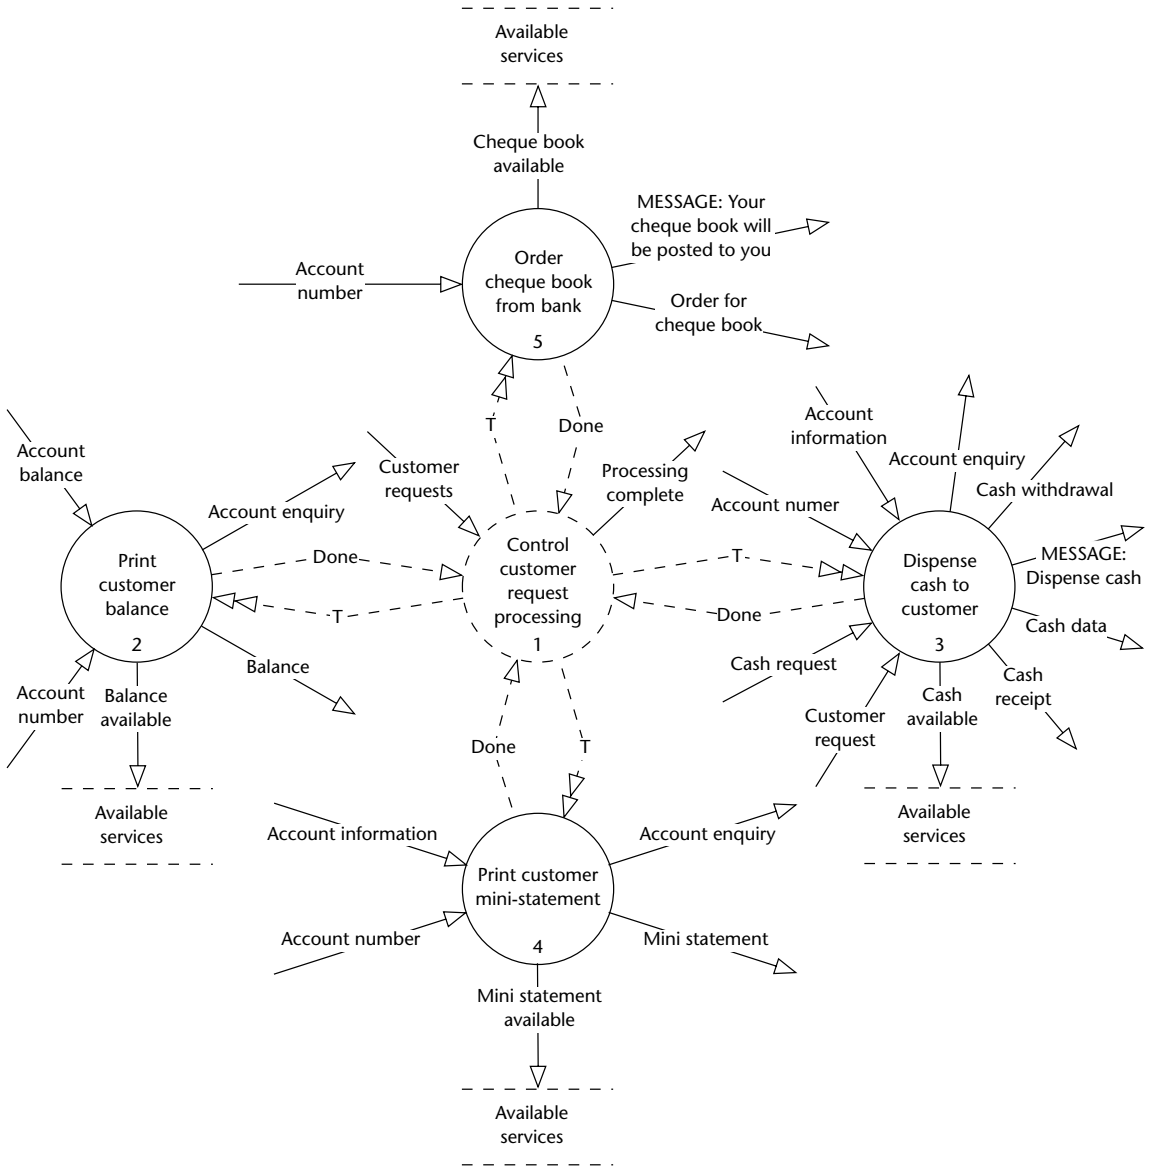 Available
services
Cheque book
available
MESSAGE: Your
cheque book will
be posted to you
Order
cheque book
from bank
5
Account
number
Order for
cheque book
T
Done
Account
information
Account
balance
Customer
requests
Processing
complete
Account enquiry
Cash withdrawal
Account numer
Account enquiry
Print
customer
balance
2
Done
T
Control
customer
request
processing
1
T
Done
Dispense
cash to
customer
3
MESSAGE:
Dispense cash
Cash data
Cash
receipt
Account
number
Balance
available
Balance
Cash request
Customer
request
Cash
available
Done
T
Available
services
Available
services
Account information
Account enquiry
Print customer
mini-statement
4
Account number
Mini statement
Mini statement
available
Available
services